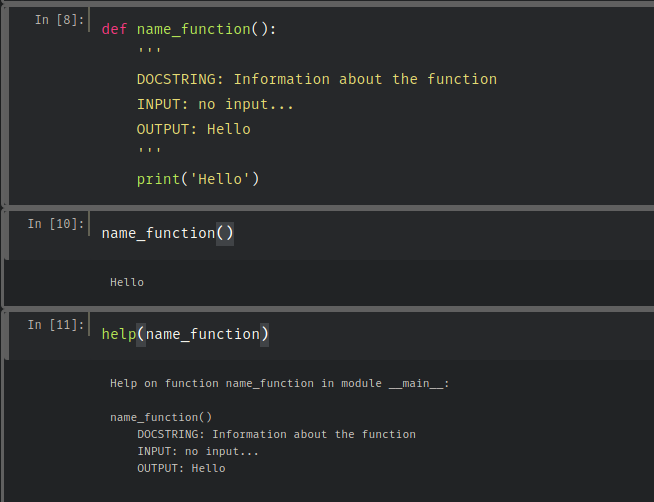 In [8]:
def name_function():
    '''
    DOCSTRING: Information about the function
    INPUT: no input...
    OUTPUT: Hello
    '''
    print('Hello')
In [10]:
name_function()
Hello
In [11]:
help(name_function)
Help on function name_function in module __main__:
name_function()
    DOCSTRING: Information about the function
    INPUT: no input...
    OUTPUT: Hello